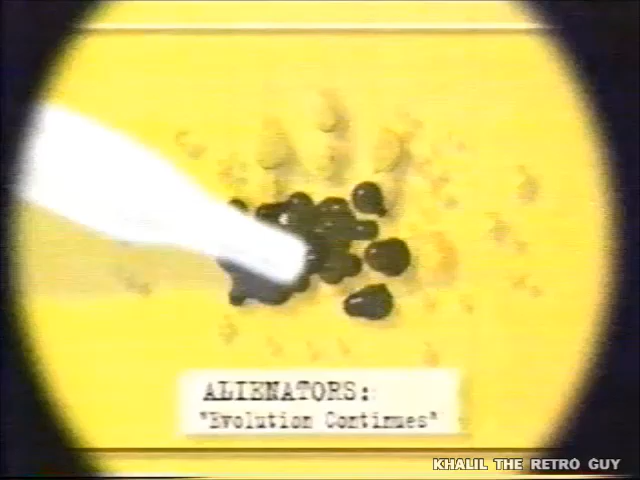 ALIENATORS:
"Evolution Continues"
KHALIL THE RETRO GUY